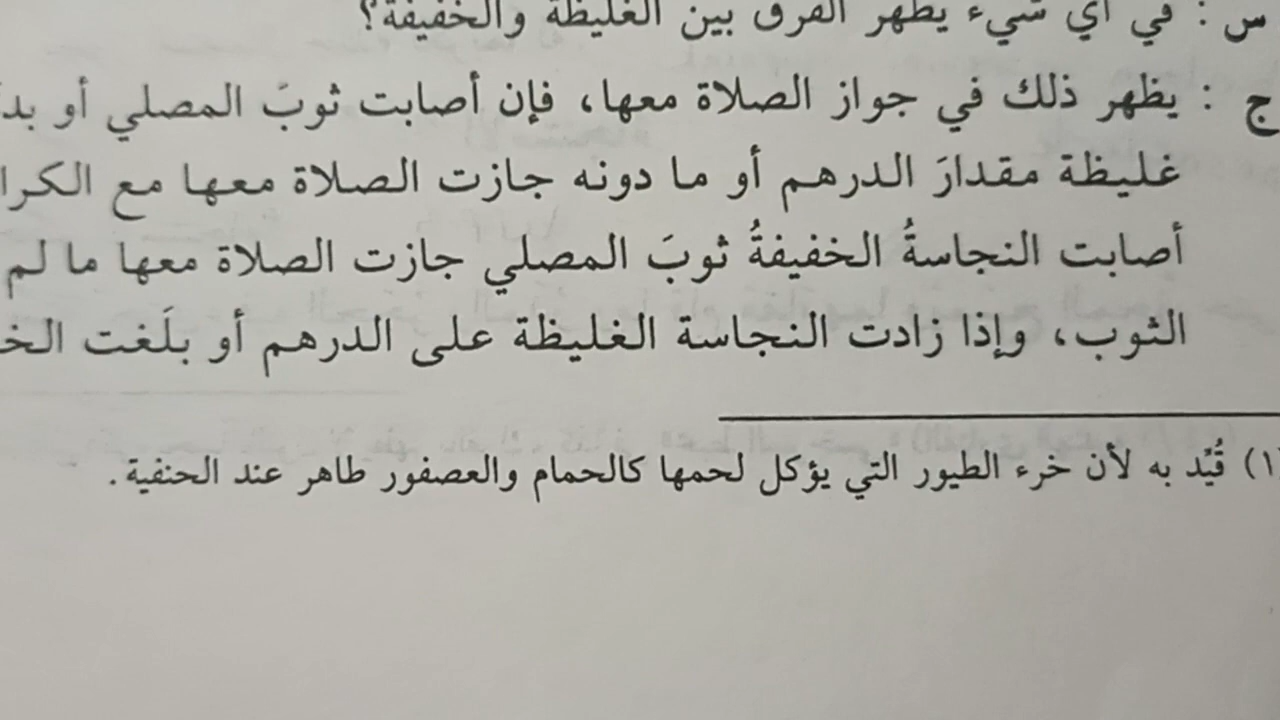 س : في أي شيء يظهر الفرق بين الغليظة والخفيفة؟
ج : يظهر ذلك في جواز الصلاة معها، فإن أصابت ثوبَ المصلي أو
غليظة مقدارَ الدرهم أو ما دونه جازت الصلاة معها مع
أصابت النجاسةُ الخفيفةُ ثوبَ المصلي جازت الصلاة معها ما لم
الثوب، وإذا زادت النجاسة الغليظة على الدرهم أو بلَغت
(١) قُيِّد به لأن خرء الطيور التي يؤكل لحمها كالحمام والعصفور طاهر عند الحنفية.